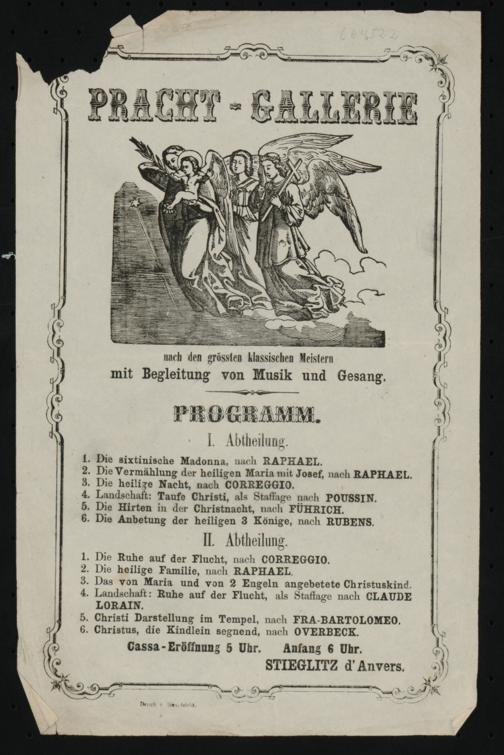 PRACHT-GALLERIE
nach den grössten klassischen Meistern
mit Begleitung von Musik und Gesang.
PROGRAMM.
I. Abtheilung.
1. Die sixtinische Madonna, nach RAPHAEL.
2. Die Vermählung der heiligen Maria mit Josef, nach RAPHAEL.
3. Die heilige Nacht, nach CORREGGIO.
4. Landschaft: Taufe Christi, als Staffage nach POUSSIN.
5. Die Hirten in der Christnacht, nach FÜHRICH.
6. Die Anbetung der heiligen 3 Könige, nach RUBENS.
II. Abtheilung.
1. Die Ruhe auf der Flucht, nach CORREGGIO.
2. Die heilige Familie, nach RAPHAEL.
3. Das von Maria und von 2 Engeln angebetete Christuskind.
4. Landschaft: Ruhe auf der Flucht, als Staffage nach CLAUDE
LORAIN.
5. Christi Darstellung im Tempel, nach FRA-BARTOLOMEO.
6. Christus, die Kindlein segnend, nach OVERBECK.
Cassa-Eröffnung 5 Uhr. Anfang 6 Uhr.
STIEGLITZ d'Anvers.
Druck v.